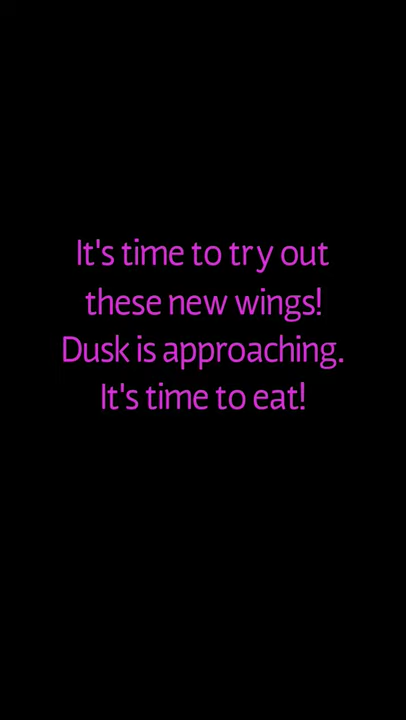 It's time to try out
these new wings!
Dusk is approaching.
It's time to eat!